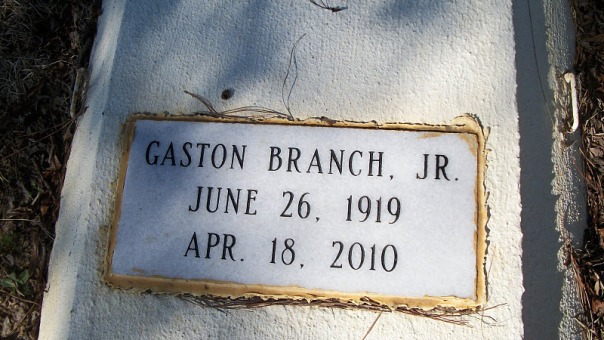 GASTON BRANCH, JR.
JUNE 26, 1919
APR. 18, 2010